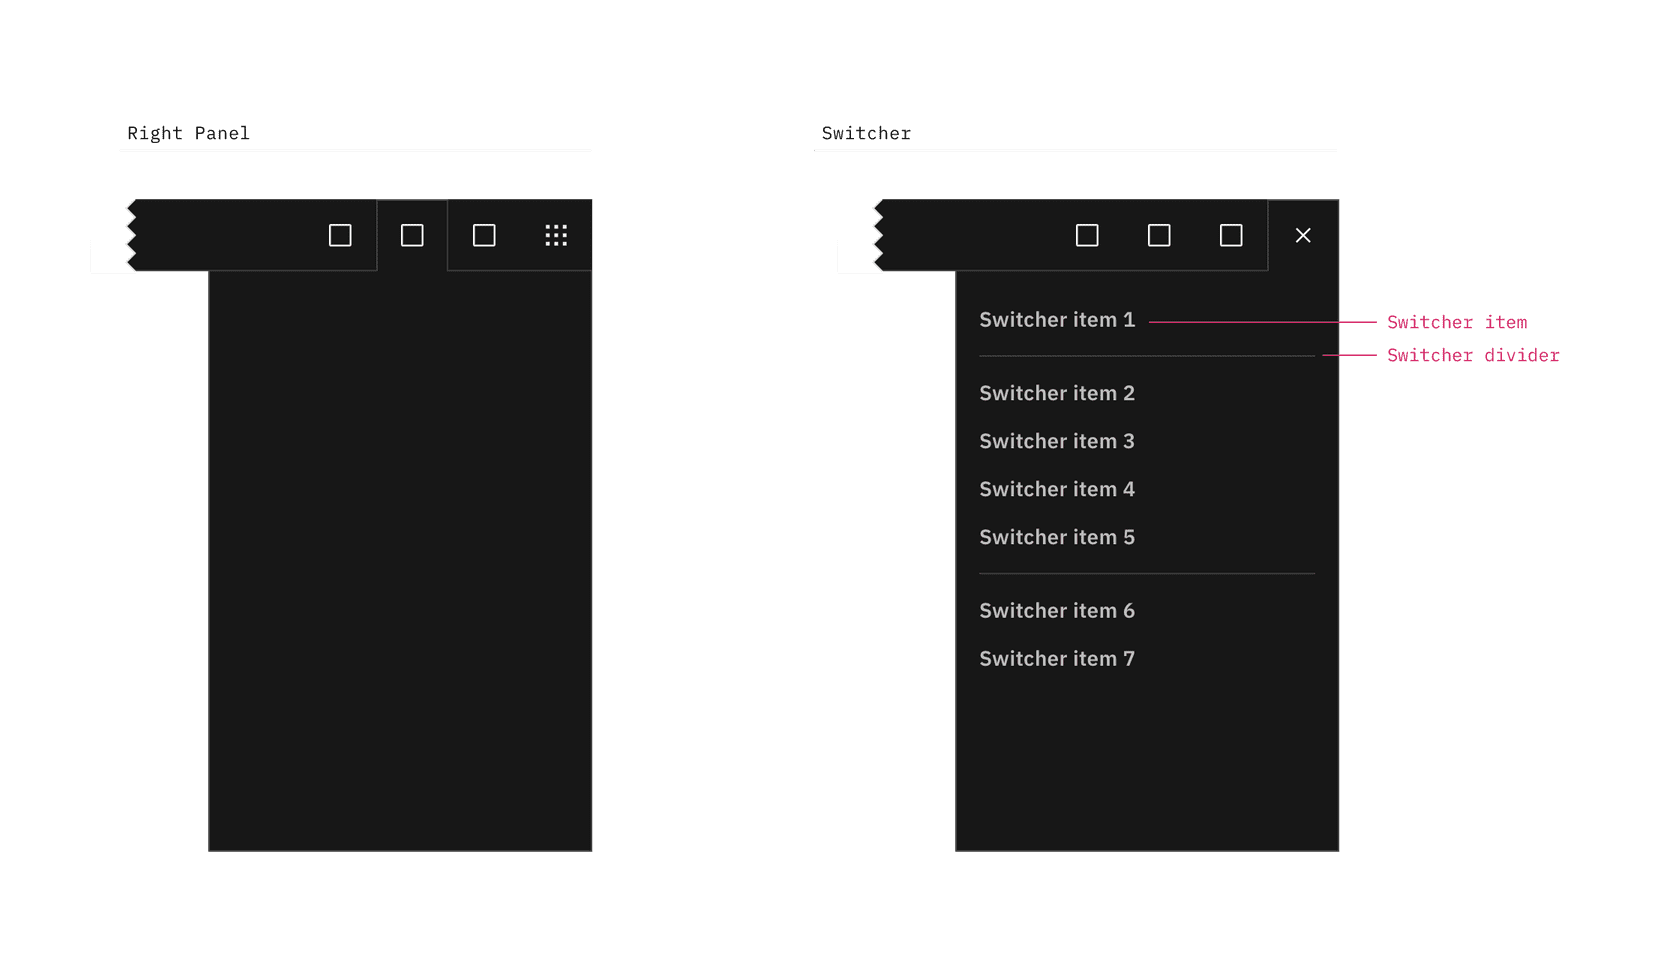 Right Panel
Switcher
Switcher item 1
Switcher item
Switcher divider
Switcher item 2
Switcher item 3
Switcher item 4
Switcher item 5
Switcher item 6
Switcher item 7